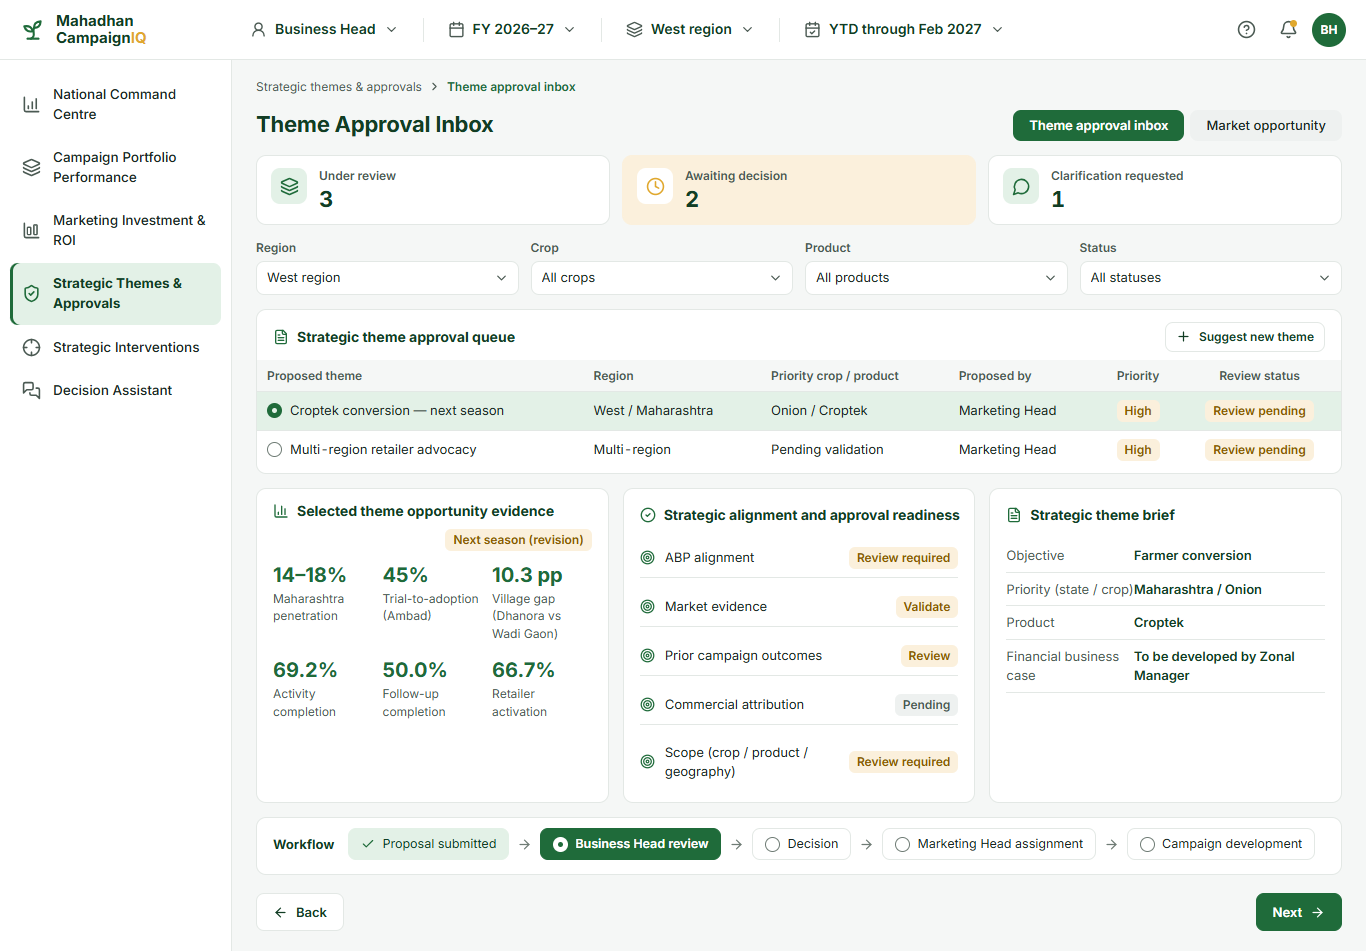 Mahadhan
CampaignIQ
Business Head
FY 2026–27
West region
YTD through Feb 2027
BH
National Command
Centre
Campaign Portfolio
Performance
Marketing Investment &
ROI
Strategic Themes &
Approvals
Strategic Interventions
Decision Assistant
Strategic themes & approvals > Theme approval inbox
Theme Approval Inbox
Theme approval inbox
Market opportunity
Under review
3
Awaiting decision
2
Clarification requested
1
Region
Crop
Product
Status
West region
All crops
All products
All statuses
Strategic theme approval queue
+ Suggest new theme
Proposed theme Region Priority crop / product Proposed by Priority Review status
Croptek conversion — next season West / Maharashtra Onion / Croptek Marketing Head High Review pending
Multi-region retailer advocacy Multi-region Pending validation Marketing Head High Review pending
Selected theme opportunity evidence
Next season (revision)
14–18%
Maharashtra
penetration
45%
Trial-to-adoption
(Ambad)
10.3 pp
Village gap
(Dhanora vs
Wadi Gaon)
69.2%
Activity
completion
50.0%
Follow-up
completion
66.7%
Retailer
activation
Strategic alignment and approval readiness
ABP alignment Review required
Market evidence Validate
Prior campaign outcomes Review
Commercial attribution Pending
Scope (crop / product /
geography)
Review required
Strategic theme brief
Objective Farmer conversion
Priority (state / crop) Maharashtra / Onion
Product Croptek
Financial business
case
To be developed by Zonal
Manager
Workflow
Proposal submitted
Business Head review
Decision
Marketing Head assignment
Campaign development
Back
Next